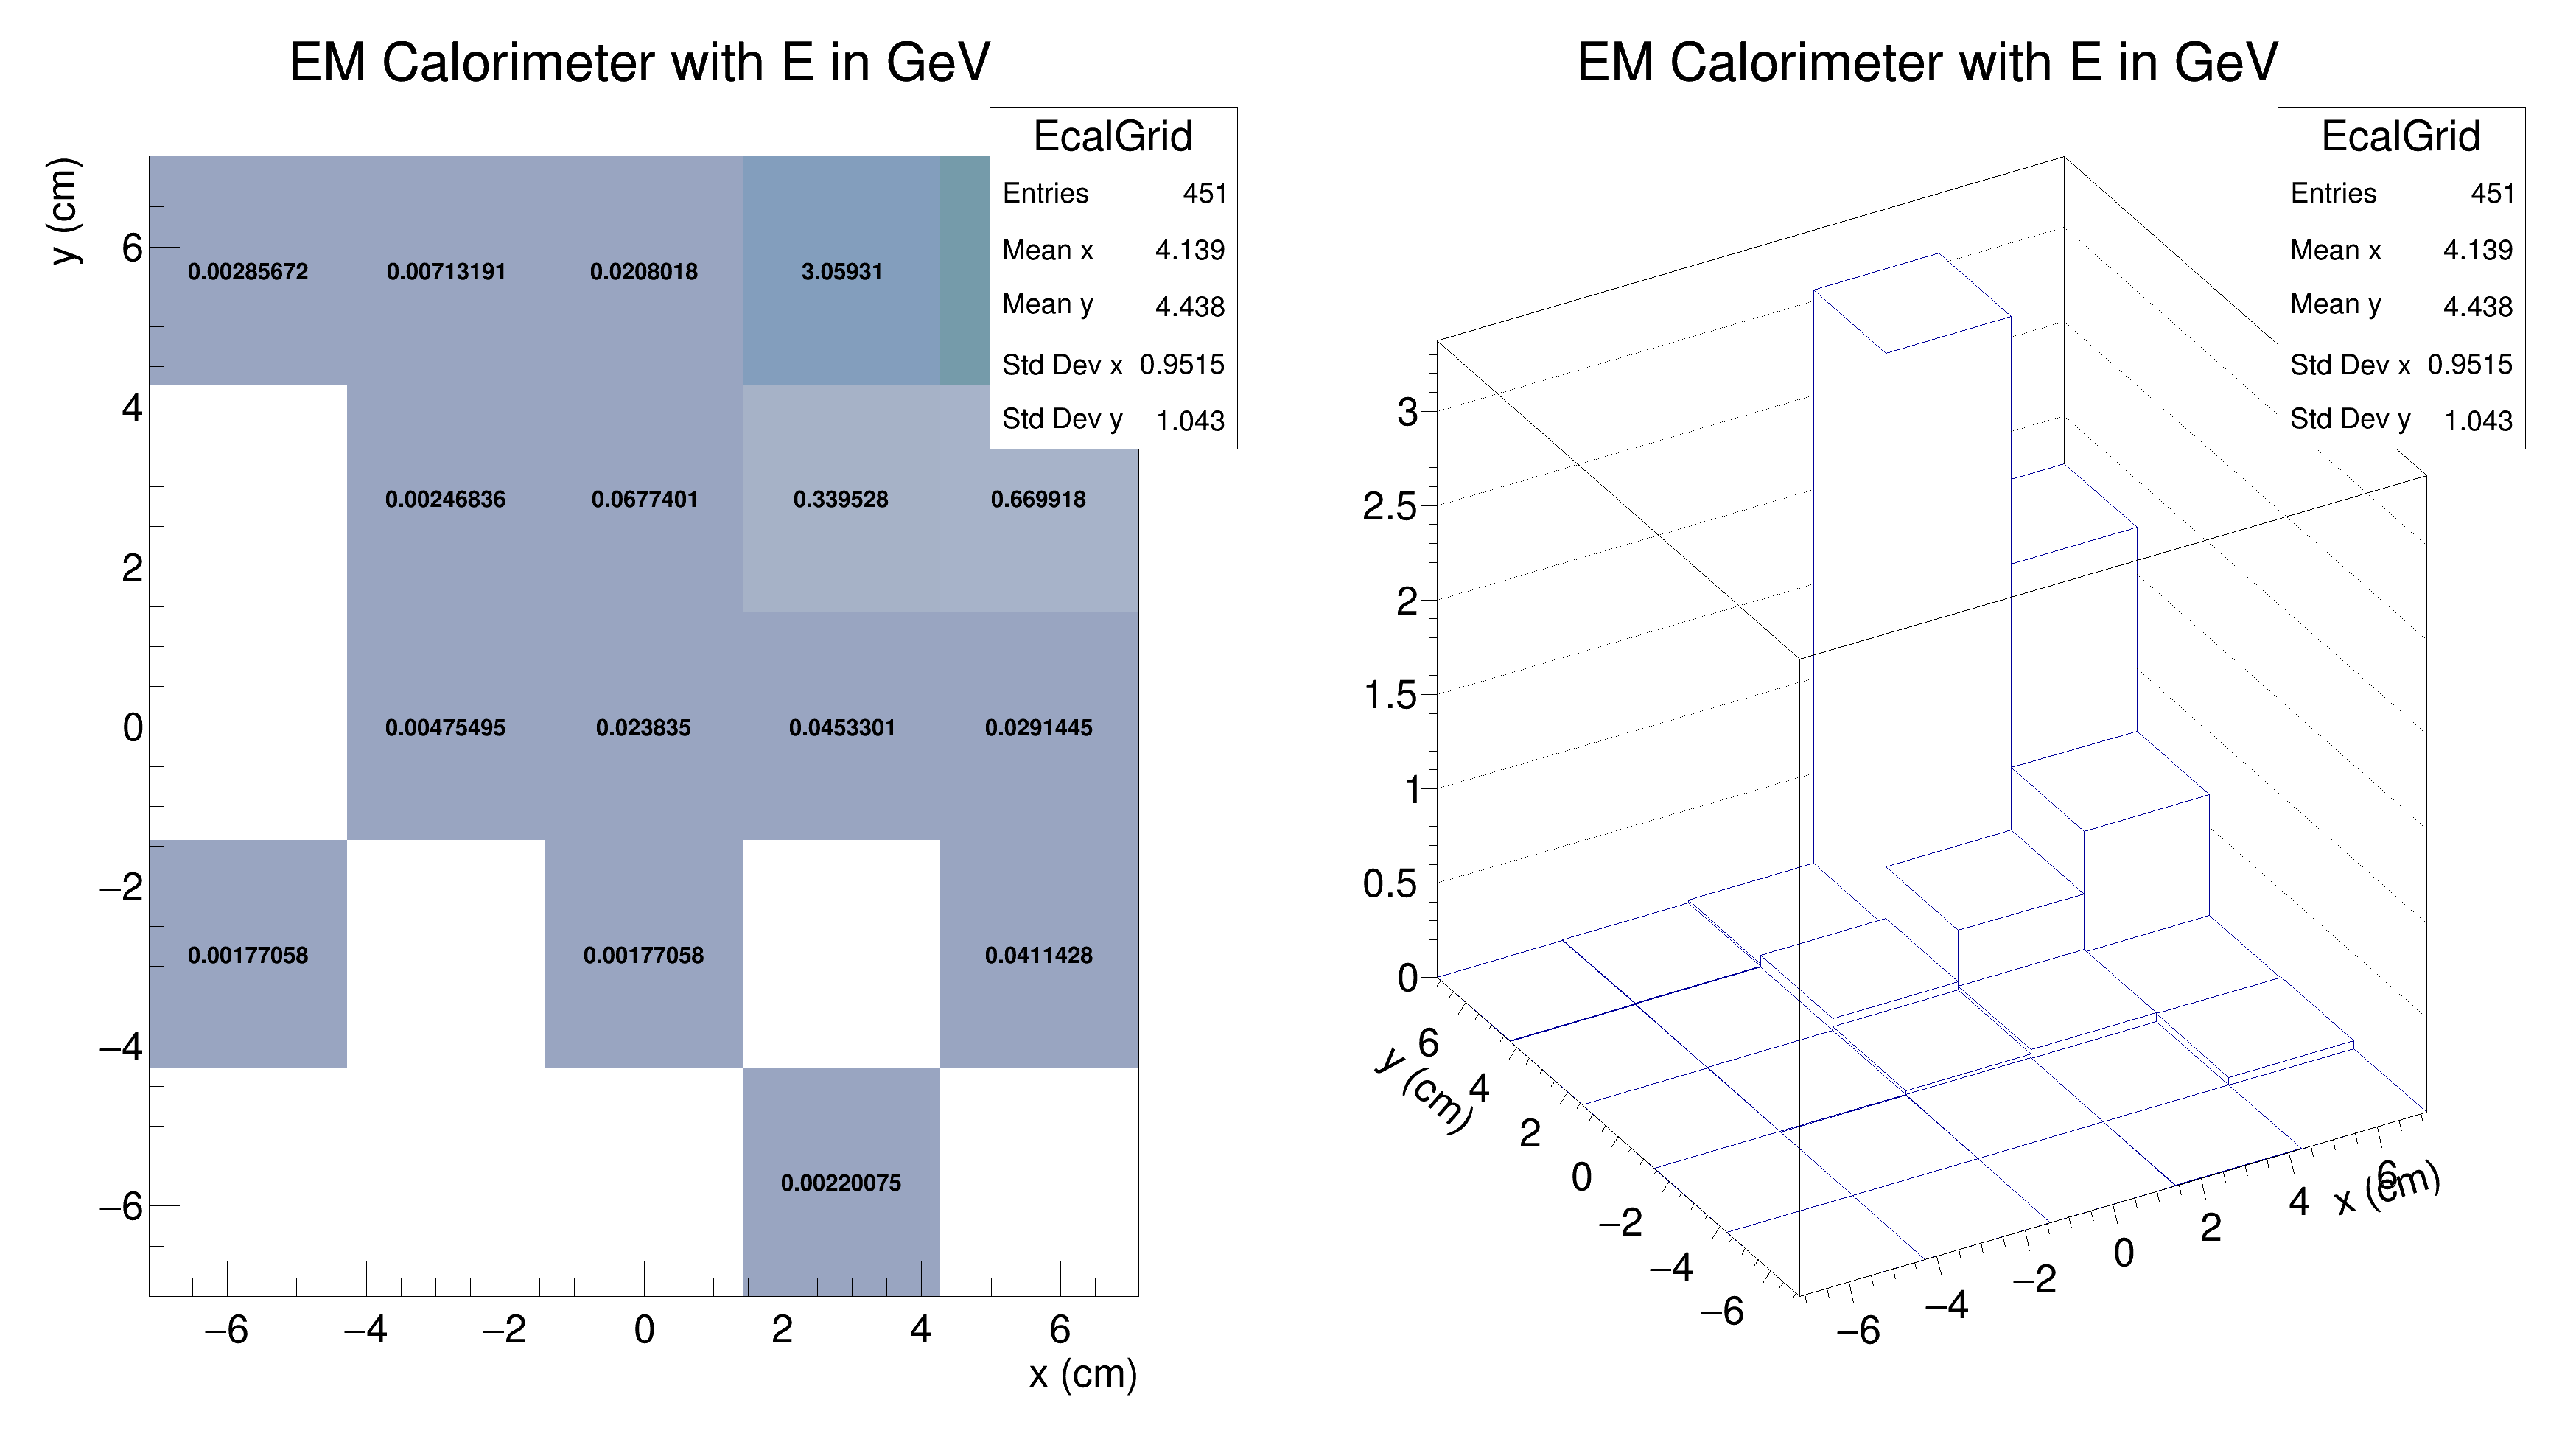 EM Calorimeter with E in GeV
EcalGrid
Entries 451
Mean x 4.139
Mean y 4.438
Std Dev x 0.9515
Std Dev y 1.043
y (cm)
6
4
2
0
−2
−4
−6
0.00285672 0.00713191 0.0208018 3.05931
0.00246836 0.0677401 0.339528 0.669918
0.00475495 0.023835 0.0453301 0.0291445
0.00177058 0.00177058 0.0411428
0.00220075
−6 −4 −2 0 2 4 6
x (cm)
EM Calorimeter with E in GeV
EcalGrid
Entries 451
Mean x 4.139
Mean y 4.438
Std Dev x 0.9515
Std Dev y 1.043
3
2.5
2
1.5
1
0.5
0
6
4
2
0
−2
−4
−6
y (cm)
−6
−4
−2
0
2
4
6
x (cm)